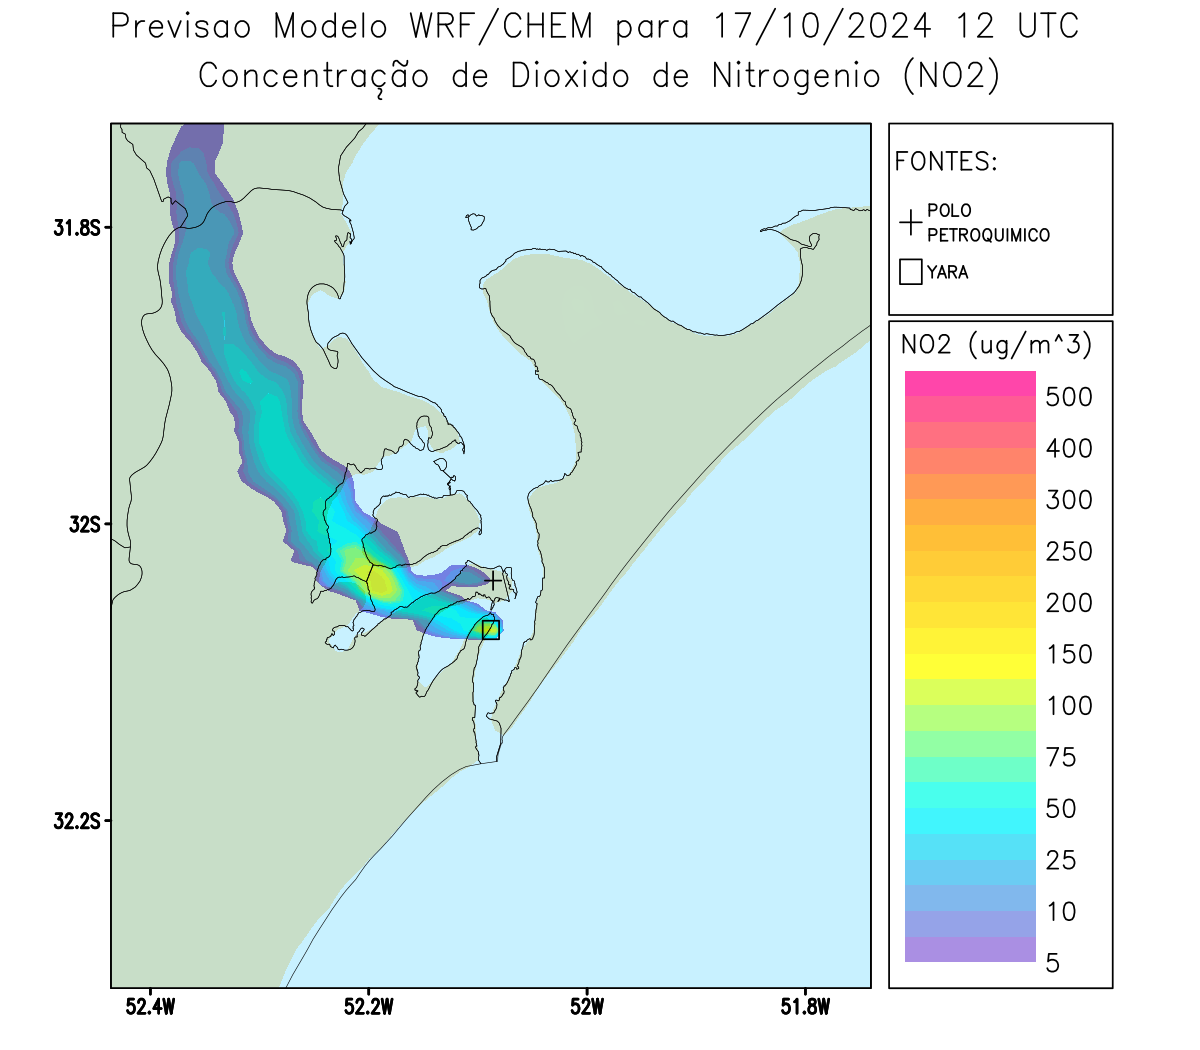 Previsao Modelo WRF/CHEM para 17/10/2024 12 UTC
Concentração de Dioxido de Nitrogenio (NO2)
FONTES:
POLO
PETROQUIMICO
YARA
NO2 (ug/m^3)
500
400
300
250
200
150
100
75
50
25
10
5
31.8S
32S
32.2S
52.4W
52.2W
52W
51.8W